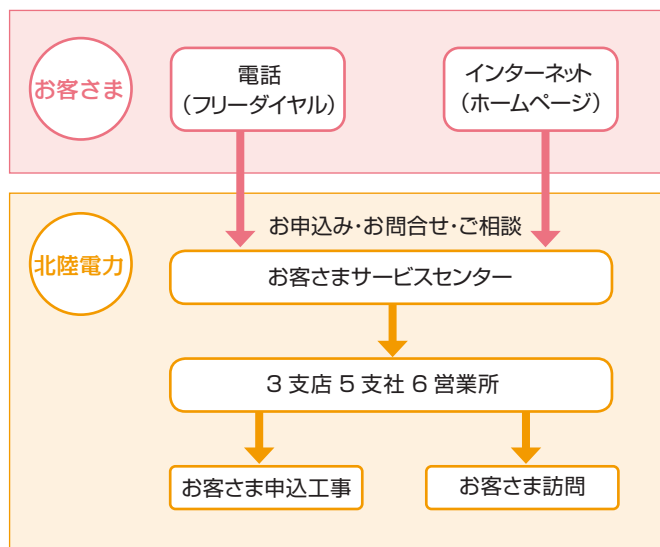 お客さま
電話
（フリーダイヤル）
インターネット
（ホームページ）
北陸電力
お申込み・お問合せ・ご相談
お客さまサービスセンター
3 支店 5 支社 6 営業所
お客さま申込工事
お客さま訪問